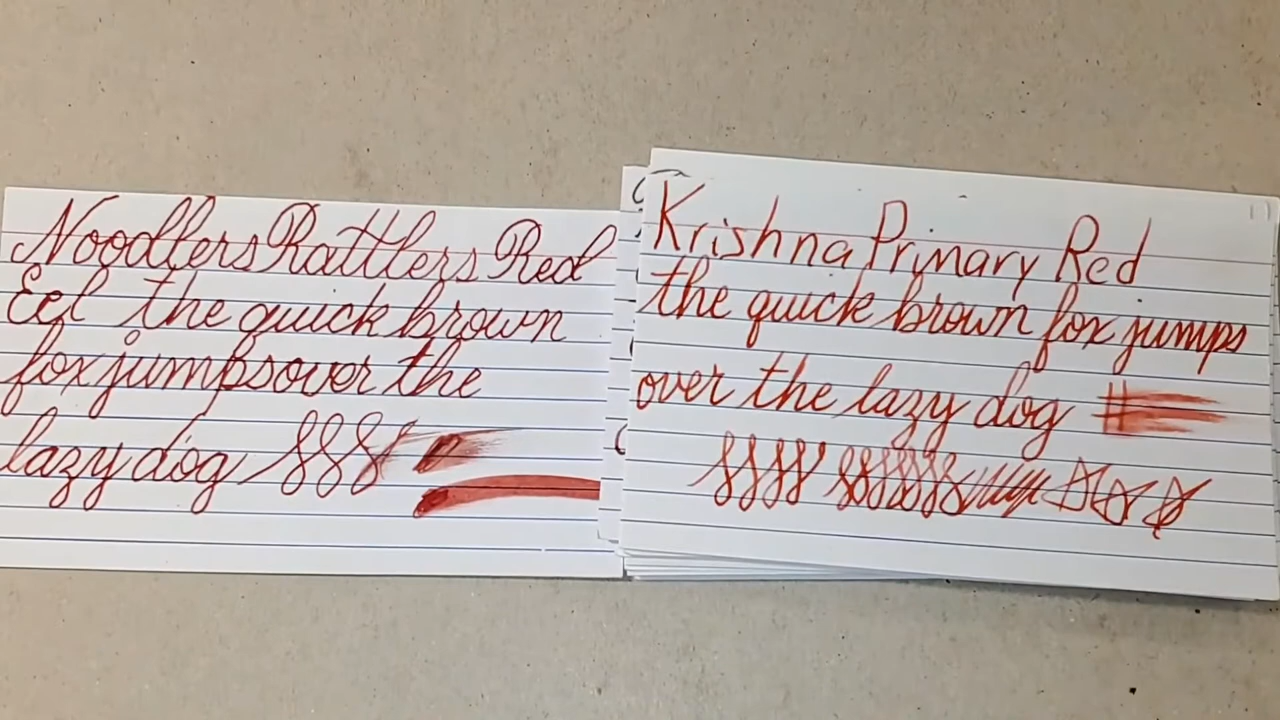 Noodlers Rattlers Red
Eel the quick brown
fox jumps over the
lazy dog
Krishna Primary Red
the quick brown fox jumps
over the lazy dog #